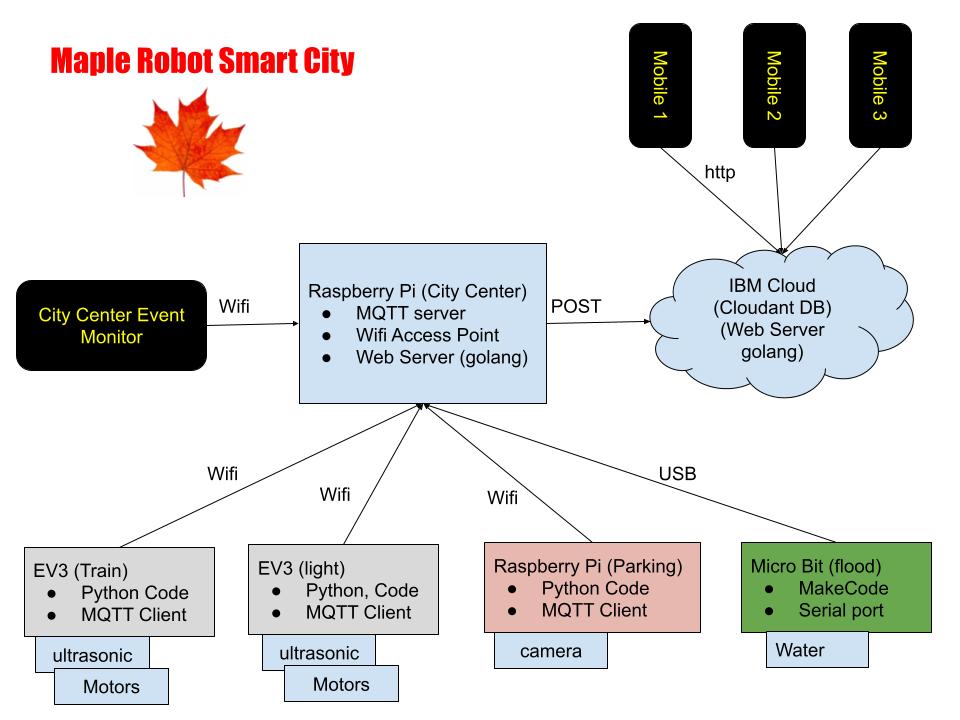 Maple Robot Smart City
Mobile 1
Mobile 2
Mobile 3
http
City Center Event
Monitor
Wifi
Raspberry Pi (City Center)
● MQTT server
● Wifi Access Point
● Web Server (golang)
POST
IBM Cloud
(Cloudant DB)
(Web Server
golang)
Wifi
Wifi
Wifi
USB
EV3 (Train)
● Python Code
● MQTT Client
ultrasonic
Motors
EV3 (light)
● Python, Code
● MQTT Client
ultrasonic
Motors
Raspberry Pi (Parking)
● Python Code
● MQTT Client
camera
Micro Bit (flood)
● MakeCode
● Serial port
Water